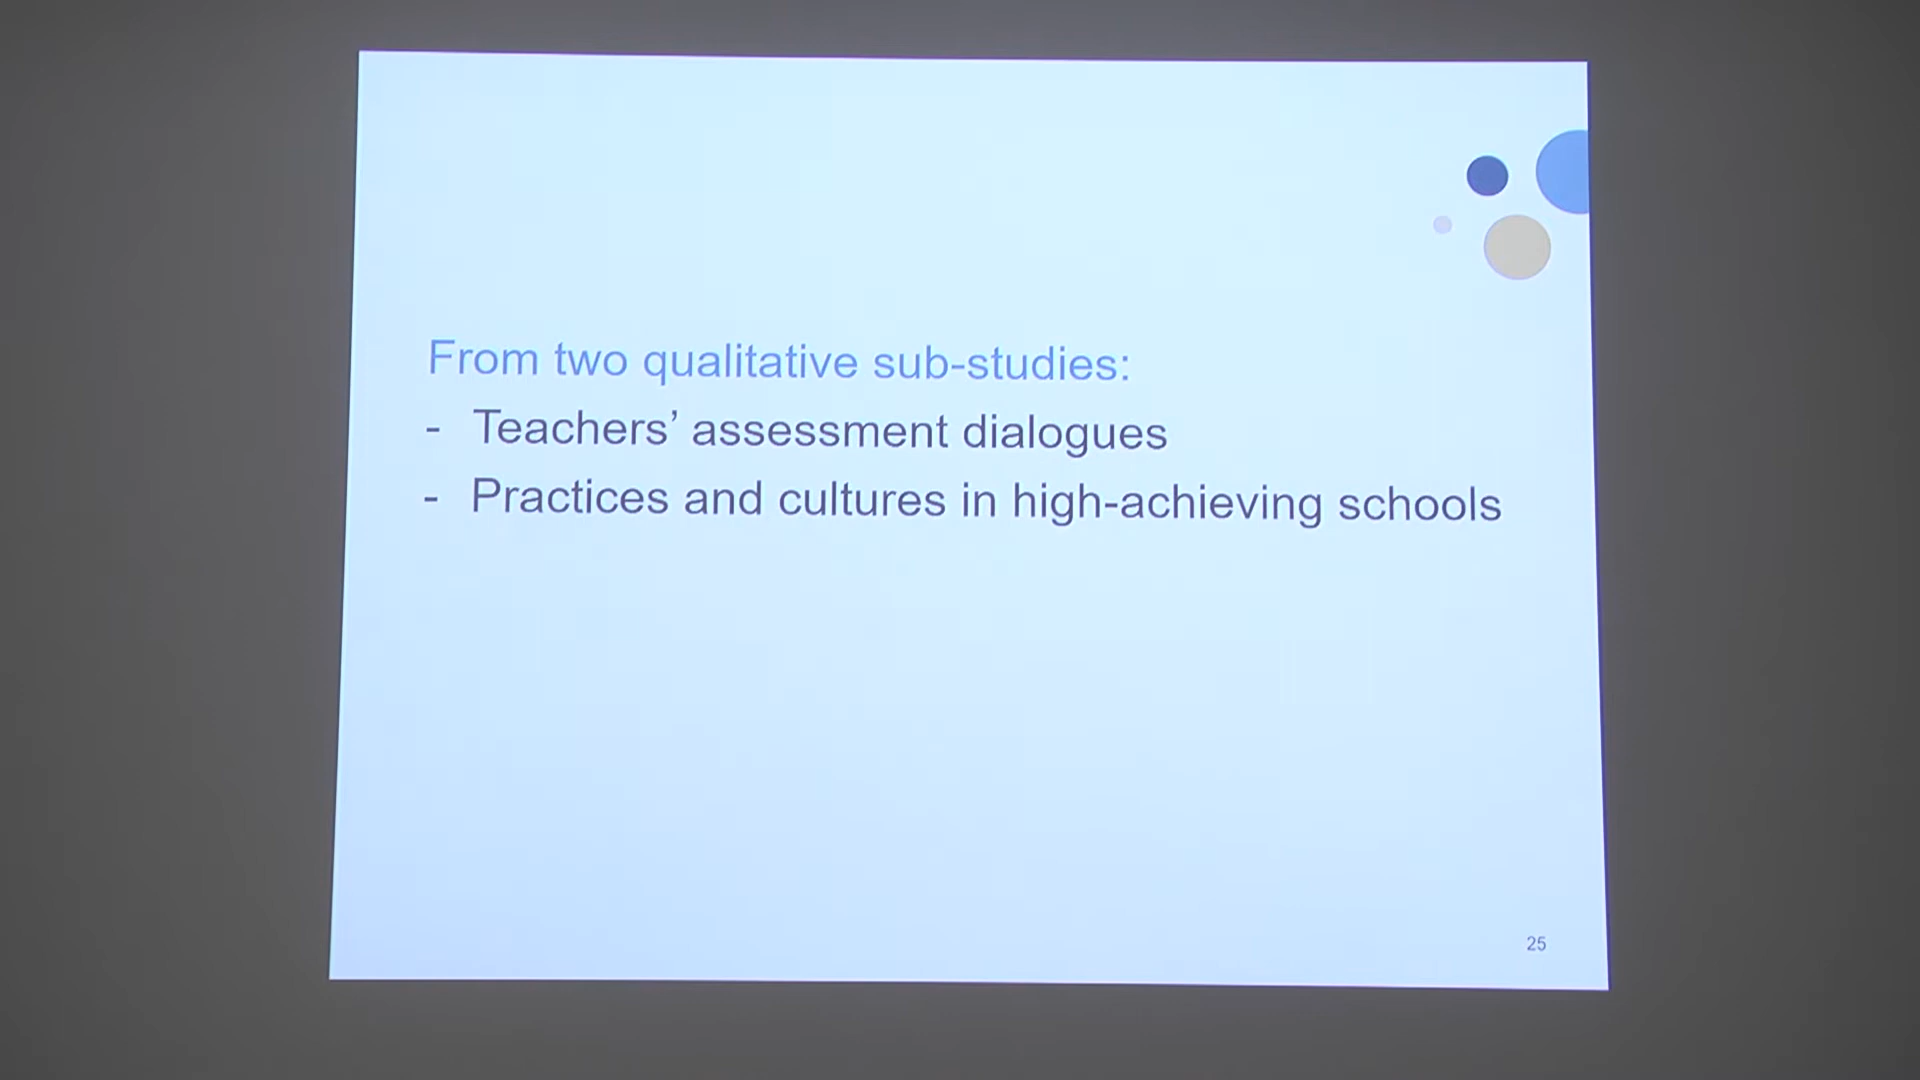 From two qualitative sub-studies:
- Teachers’ assessment dialogues
- Practices and cultures in high-achieving schools
25